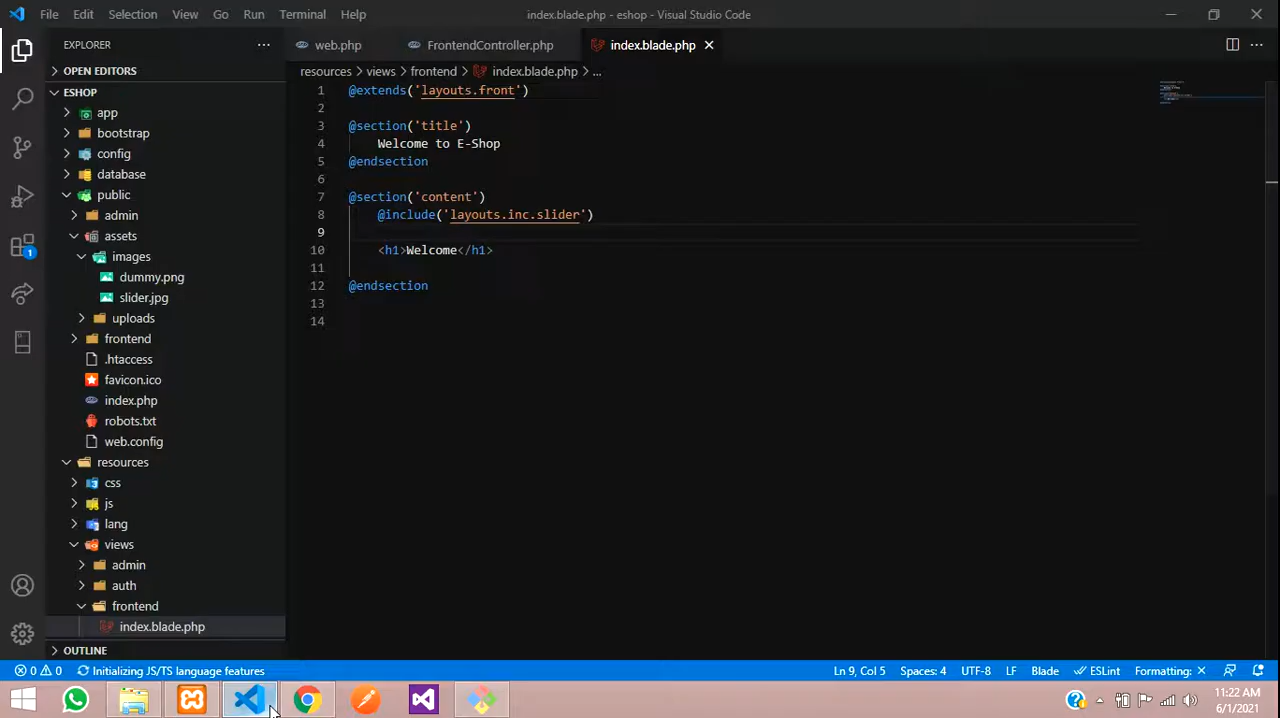 File Edit Selection View Go Run Terminal Help index.blade.php - eshop - Visual Studio Code
EXPLORER
web.php FrontendController.php index.blade.php
OPEN EDITORS
resources > views > frontend > index.blade.php > ...
ESHOP
app
bootstrap
config
database
public
admin
assets
images
dummy.png
slider.jpg
uploads
frontend
.htaccess
favicon.ico
index.php
robots.txt
web.config
resources
css
js
lang
views
admin
auth
frontend
index.blade.php
OUTLINE
1 @extends('layouts.front')
2
3 @section('title')
4 Welcome to E-Shop
5 @endsection
6
7 @section('content')
8 @include('layouts.inc.slider')
9
10 <h1>Welcome</h1>
11
12 @endsection
13
14
1
0 0 Initializing JS/TS language features Ln 9, Col 5 Spaces: 4 UTF-8 LF Blade ESLint Formatting: ×
11:22 AM
6/1/2021